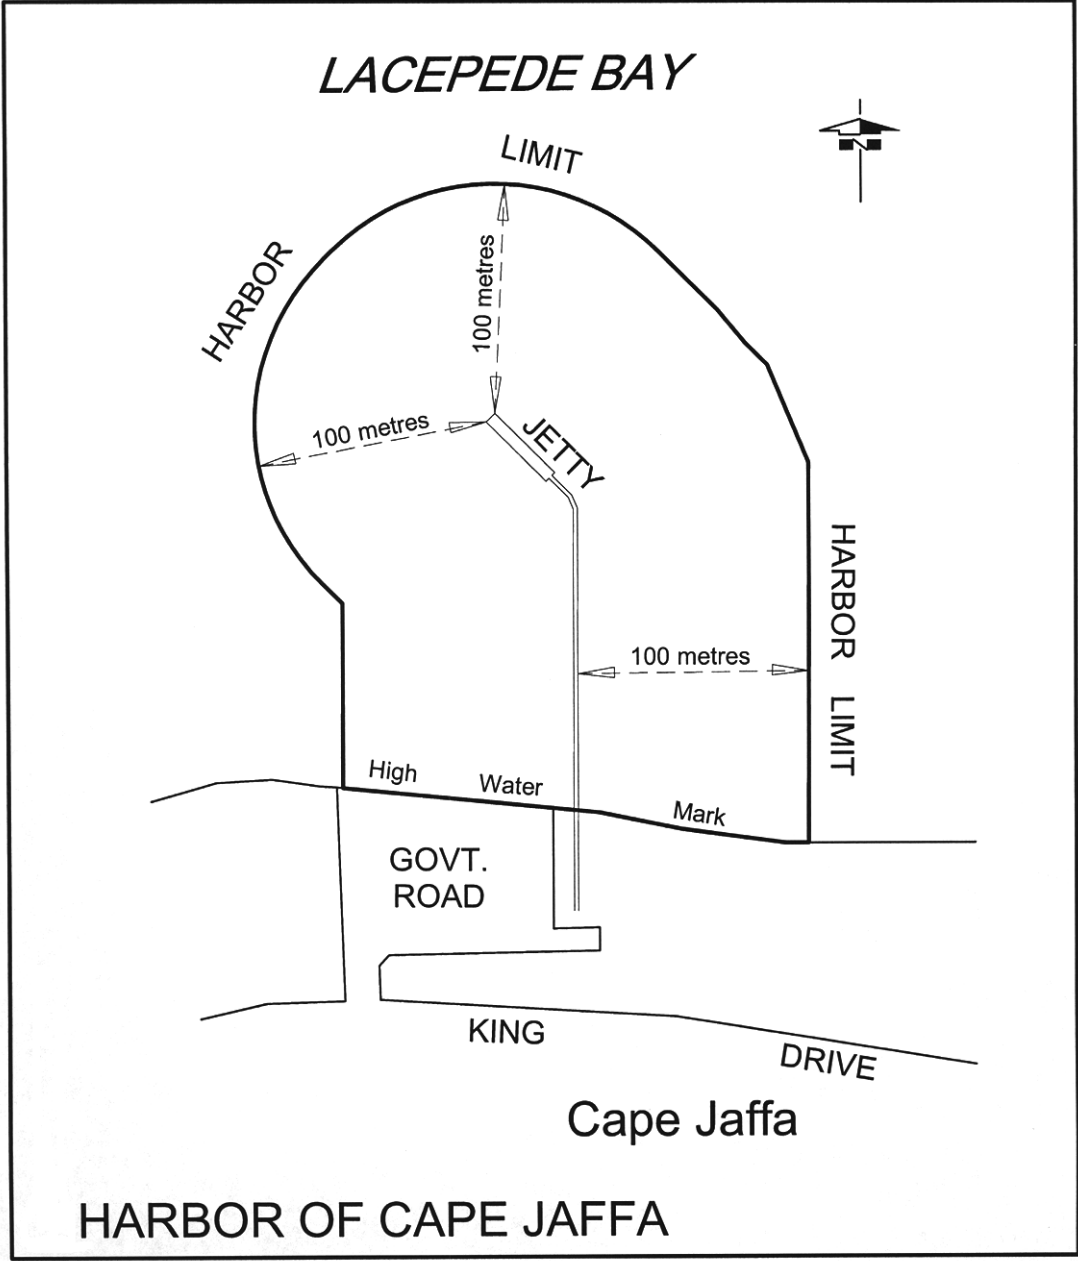 LACEPEDE BAY
LIMIT
N
HARBOR
100 metres
100 metres
JETTY
HARBOR
LIMIT
100 metres
High Water Mark
GOVT.
ROAD
KING
DRIVE
Cape Jaffa
HARBOR OF CAPE JAFFA